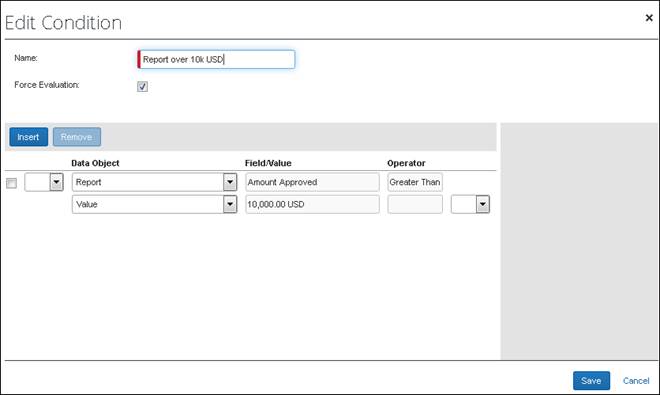 Edit Condition
Name: Report over 10k USD
Force Evaluation:
Insert Remove
Data Object Field/Value Operator
Report Amount Approved Greater Than
Value 10,000.00 USD
Save Cancel